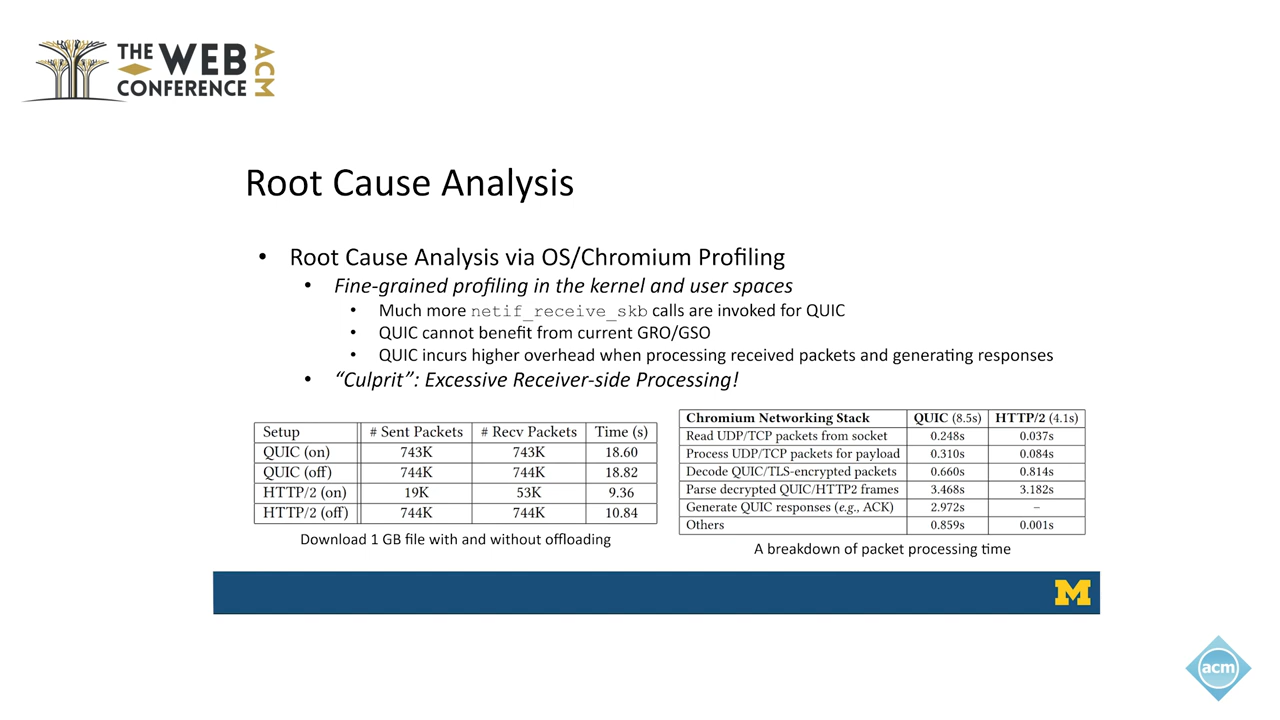 THE WEB
CONFERENCE
ACM
Root Cause Analysis
• Root Cause Analysis via OS/Chromium Profiling
• Fine-grained profiling in the kernel and user spaces
• Much more netif_receive_skb calls are invoked for QUIC
• QUIC cannot benefit from current GRO/GSO
• QUIC incurs higher overhead when processing received packets and generating responses
• “Culprit”: Excessive Receiver-side Processing!
Setup # Sent Packets # Recv Packets Time (s)
QUIC (on) 743K 743K 18.60
QUIC (off) 744K 744K 18.82
HTTP/2 (on) 19K 53K 9.36
HTTP/2 (off) 744K 744K 10.84
Download 1 GB file with and without offloading
Chromium Networking Stack QUIC (8.5s) HTTP/2 (4.1s)
Read UDP/TCP packets from socket 0.248s 0.037s
Process UDP/TCP packets for payload 0.310s 0.084s
Decode QUIC/TLS-encrypted packets 0.660s 0.814s
Parse decrypted QUIC/HTTP2 frames 3.468s 3.182s
Generate QUIC responses (e.g., ACK) 2.972s –
Others 0.859s 0.001s
A breakdown of packet processing time
M
acm